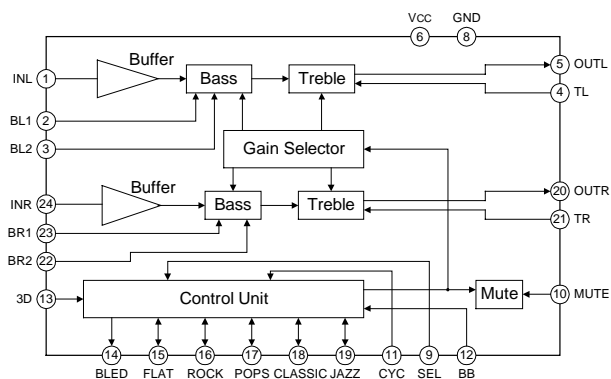 VCC GND
6 8
Buffer
INL 1
Bass
Treble
5 OUTL
4 TL
BL1 2
BL2 3
Gain Selector
INR 24
Buffer
Bass
Treble
20 OUTR
21 TR
BR1 23
BR2 22
3D 13
Control Unit
Mute
10 MUTE
14 15 16 17 18 19 11 9 12
BLED FLAT ROCK POPS CLASSIC JAZZ CYC SEL BB